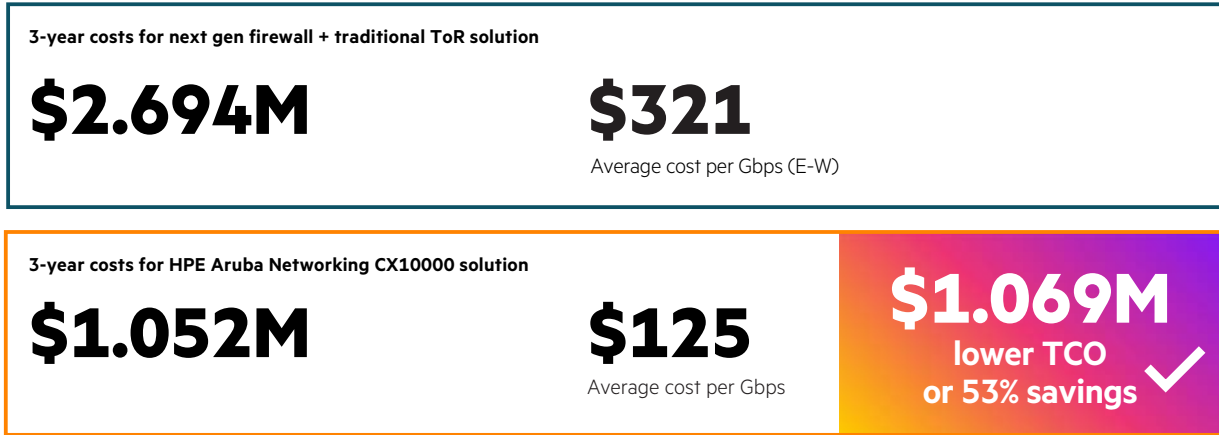 3-year costs for next gen firewall + traditional ToR solution
$2.694M
$321
Average cost per Gbps (E-W)
3-year costs for HPE Aruba Networking CX10000 solution
$1.052M
$125
Average cost per Gbps
$1.069M
lower TCO
or 53% savings